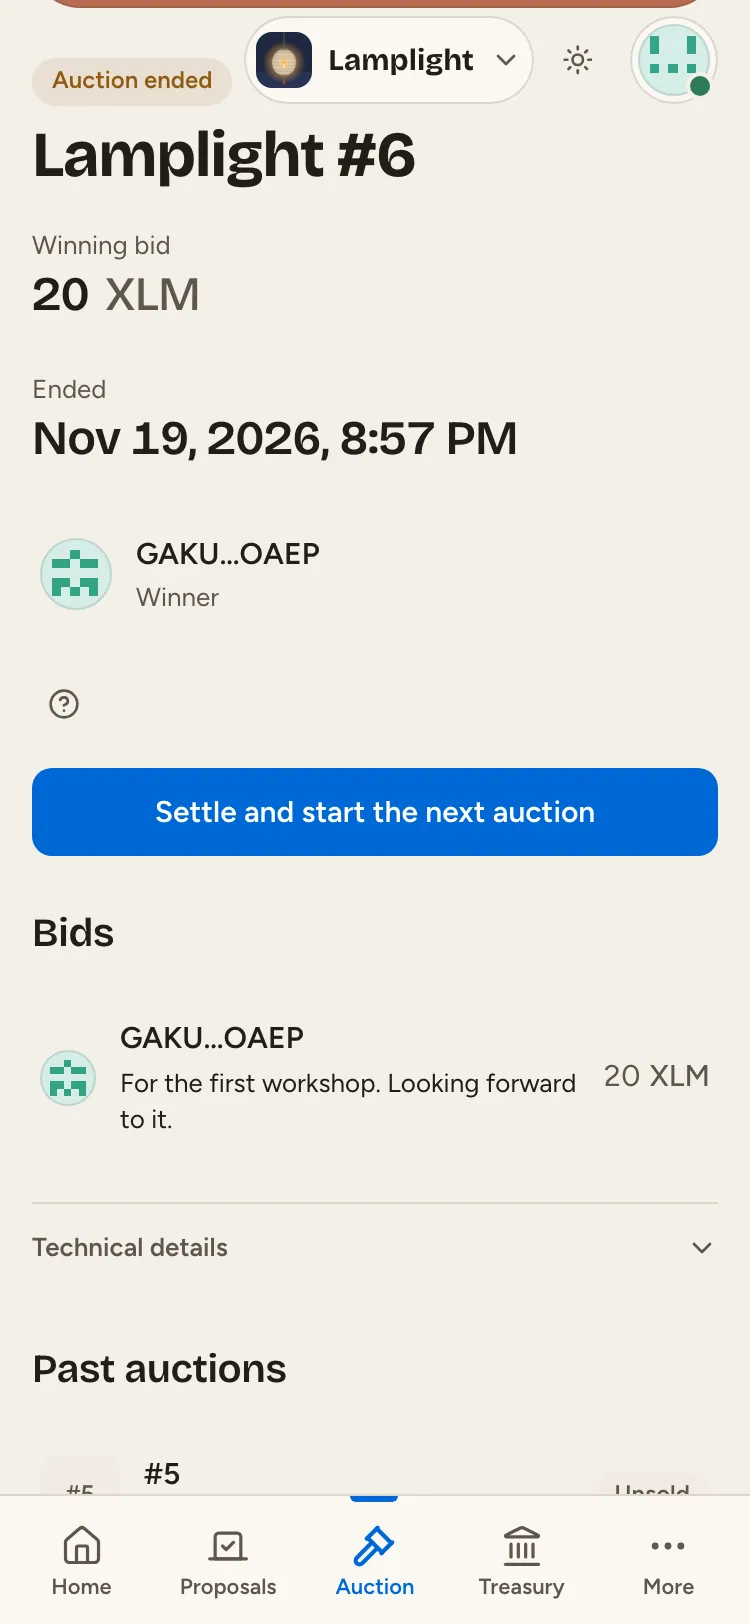 Auction ended
Lamplight
Lamplight #6
Winning bid
20 XLM
Ended
Nov 19, 2026, 8:57 PM
GAKU...OAEP
Winner
Settle and start the next auction
Bids
GAKU...OAEP
For the first workshop. Looking forward
to it.
20 XLM
Technical details
Past auctions
#5
#5
Unsold
Home
Proposals
Auction
Treasury
More